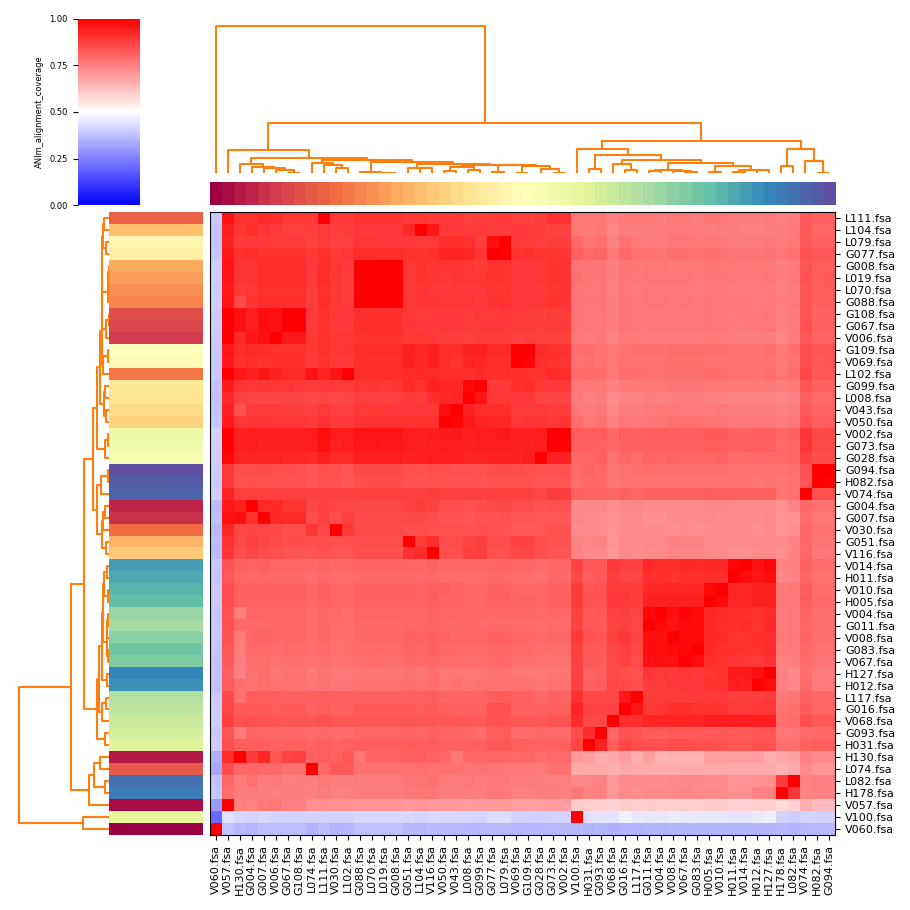 1.00
0.75
0.50
0.25
0.00
ANIm_alignment_coverage
L111.fsa
L104.fsa
L079.fsa
G077.fsa
G008.fsa
L019.fsa
L070.fsa
G088.fsa
G108.fsa
G067.fsa
V006.fsa
G109.fsa
V069.fsa
L102.fsa
G099.fsa
L008.fsa
V043.fsa
V050.fsa
V002.fsa
G073.fsa
G028.fsa
G094.fsa
H082.fsa
V074.fsa
G004.fsa
G007.fsa
V030.fsa
G051.fsa
V116.fsa
V014.fsa
H011.fsa
V010.fsa
H005.fsa
V004.fsa
G011.fsa
V008.fsa
G083.fsa
V067.fsa
H127.fsa
H012.fsa
L117.fsa
G016.fsa
V068.fsa
G093.fsa
H031.fsa
H130.fsa
L074.fsa
L082.fsa
H178.fsa
V057.fsa
V100.fsa
V060.fsa
V060.fsa
V057.fsa
H130.fsa
G004.fsa
G007.fsa
V006.fsa
G067.fsa
G108.fsa
L074.fsa
L111.fsa
V030.fsa
L102.fsa
G088.fsa
L070.fsa
L019.fsa
G008.fsa
G051.fsa
L104.fsa
V116.fsa
V050.fsa
V043.fsa
L008.fsa
G099.fsa
G077.fsa
L079.fsa
V069.fsa
G109.fsa
G028.fsa
G073.fsa
V002.fsa
V100.fsa
H031.fsa
G093.fsa
V068.fsa
G016.fsa
L117.fsa
G011.fsa
V004.fsa
V008.fsa
V067.fsa
G083.fsa
H005.fsa
V010.fsa
H011.fsa
V014.fsa
H012.fsa
H127.fsa
H178.fsa
L082.fsa
V074.fsa
H082.fsa
G094.fsa